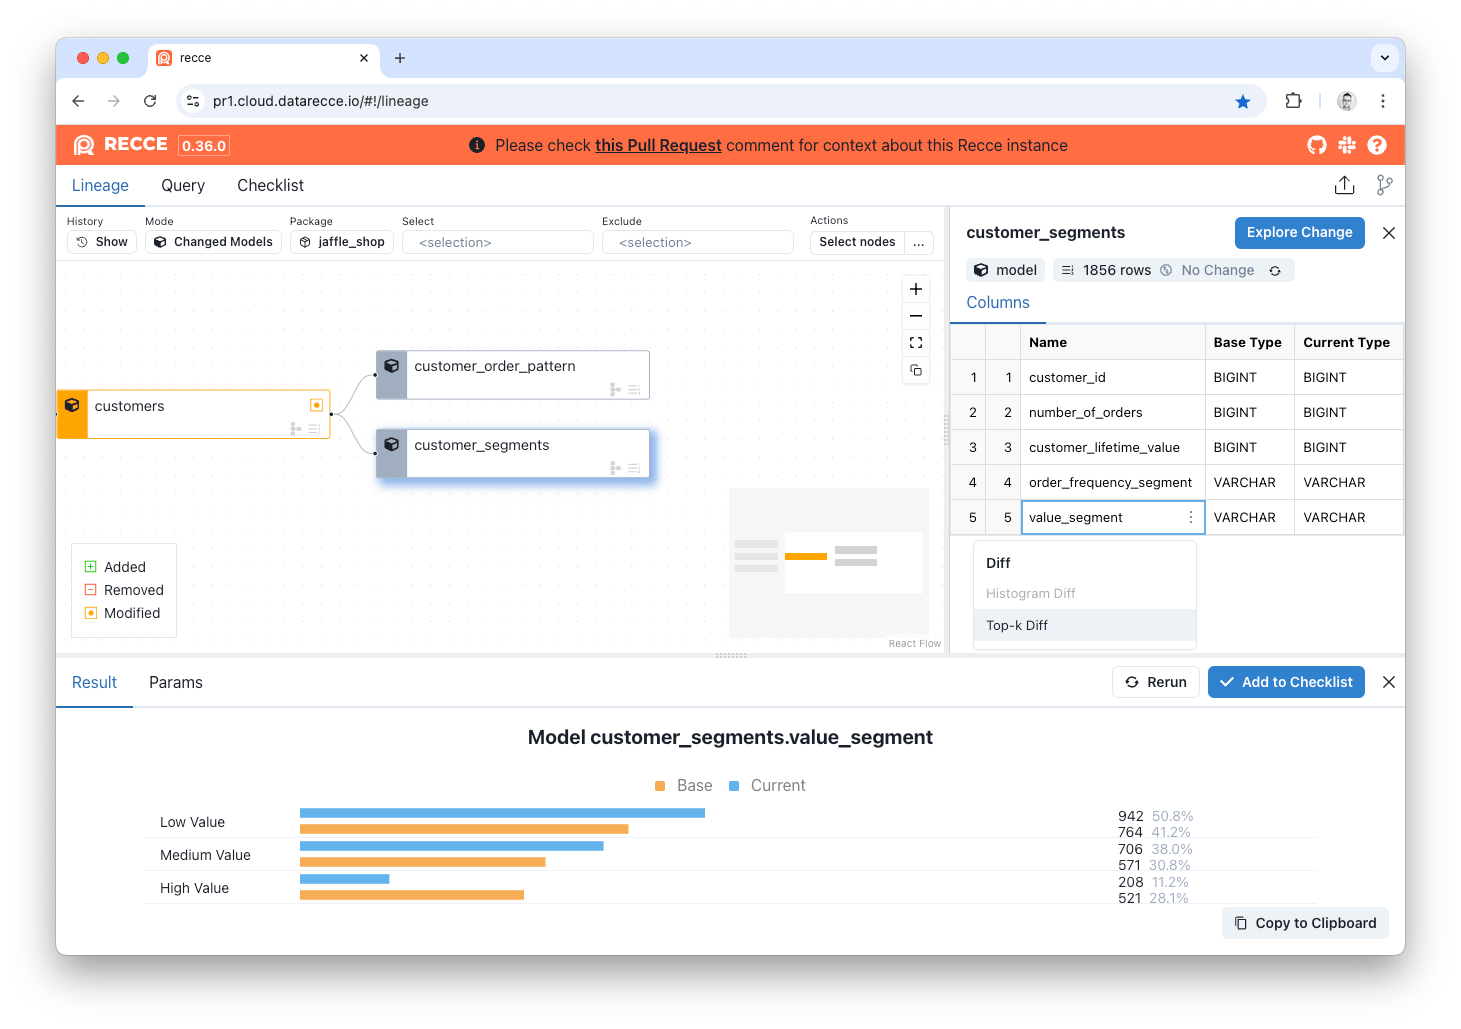 recce
pr1.cloud.datarecce.io/#!/lineage
RECCE 0.36.0
Please check this Pull Request comment for context about this Recce instance
Lineage Query Checklist
History Mode Package Select Exclude Actions
Show Changed Models jaffle_shop <selection> <selection> Select nodes ...
customers
customer_order_pattern
customer_segments
Added
Removed
Modified
React Flow
customer_segments Explore Change
model 1856 rows No Change
Columns
Name Base Type Current Type
1 1 customer_id BIGINT BIGINT
2 2 number_of_orders BIGINT BIGINT
3 3 customer_lifetime_value BIGINT BIGINT
4 4 order_frequency_segment VARCHAR VARCHAR
5 5 value_segment VARCHAR VARCHAR
Diff
Histogram Diff
Top-k Diff
Result Params Rerun Add to Checklist
Model customer_segments.value_segment
Base Current
Low Value 942 50.8%
764 41.2%
Medium Value 706 38.0%
571 30.8%
High Value 208 11.2%
521 28.1%
Copy to Clipboard